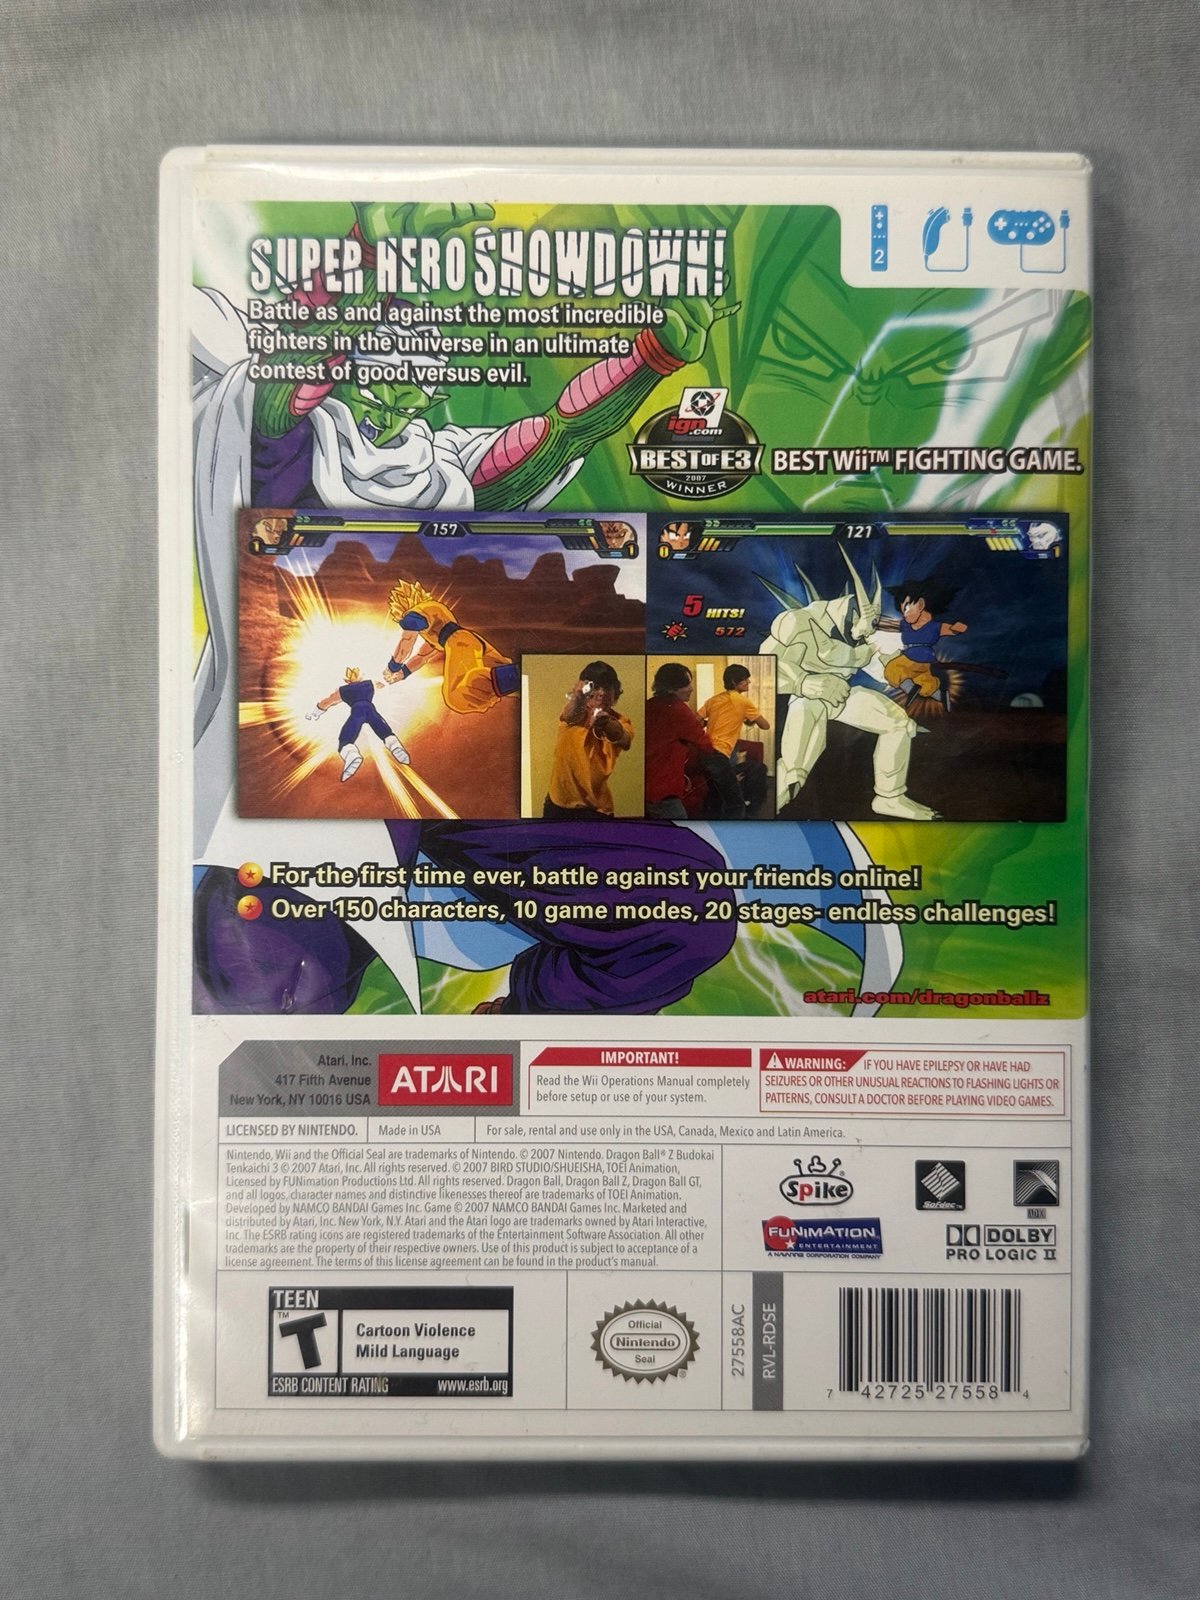 2
SUPER HERO SHOWDOWN!
Battle as and against the most incredible
fighters in the universe in an ultimate
contest of good versus evil.
ign.com
BEST OF E3
2007
WINNER
BEST Wii™ FIGHTING GAME.
157
121
5 HITS!
572
For the first time ever, battle against your friends online!
Over 150 characters, 10 game modes, 20 stages- endless challenges!
atari.com/dragonballz
Atari, Inc.
417 Fifth Avenue
New York, NY 10016 USA
ATARI
IMPORTANT!
Read the Wii Operations Manual completely
before setup or use of your system.
WARNING: IF YOU HAVE EPILEPSY OR HAVE HAD
SEIZURES OR OTHER UNUSUAL REACTIONS TO FLASHING LIGHTS OR
PATTERNS, CONSULT A DOCTOR BEFORE PLAYING VIDEO GAMES.
LICENSED BY NINTENDO.
Made in USA
For sale, rental and use only in the USA, Canada, Mexico and Latin America.
Nintendo, Wii and the Official Seal are trademarks of Nintendo. © 2007 Nintendo. Dragon Ball® Z Budokai
Tenkaichi 3 © 2007 Atari, Inc. All rights reserved. © 2007 BIRD STUDIO/SHUEISHA, TOEI Animation,
Licensed by FUNimation Productions Ltd. All rights reserved. Dragon Ball, Dragon Ball Z, Dragon Ball GT,
and all logos, character names and distinctive likenesses thereof are trademarks of TOEI Animation.
Developed by NAMCO BANDAI Games Inc. Game © 2007 NAMCO BANDAI Games Inc. Marketed and
distributed by Atari, Inc. New York, N.Y. Atari and the Atari logo are trademarks owned by Atari Interactive,
Inc. The ESRB rating icons are registered trademarks of the Entertainment Software Association. All other
trademarks are the property of their respective owners. Use of this product is subject to acceptance of a
license agreement. The terms of this license agreement can be found in the product's manual.
Spike
Sofdec™
ADX
FUNIMATION
ENTERTAINMENT
A NAVARRE CORPORATION COMPANY
DOLBY
PRO LOGIC II
TEEN
T
TM
Cartoon Violence
Mild Language
ESRB CONTENT RATING www.esrb.org
Official
Nintendo
Seal
®
27558AC
RVL-RDSE
7 42725 27558 4